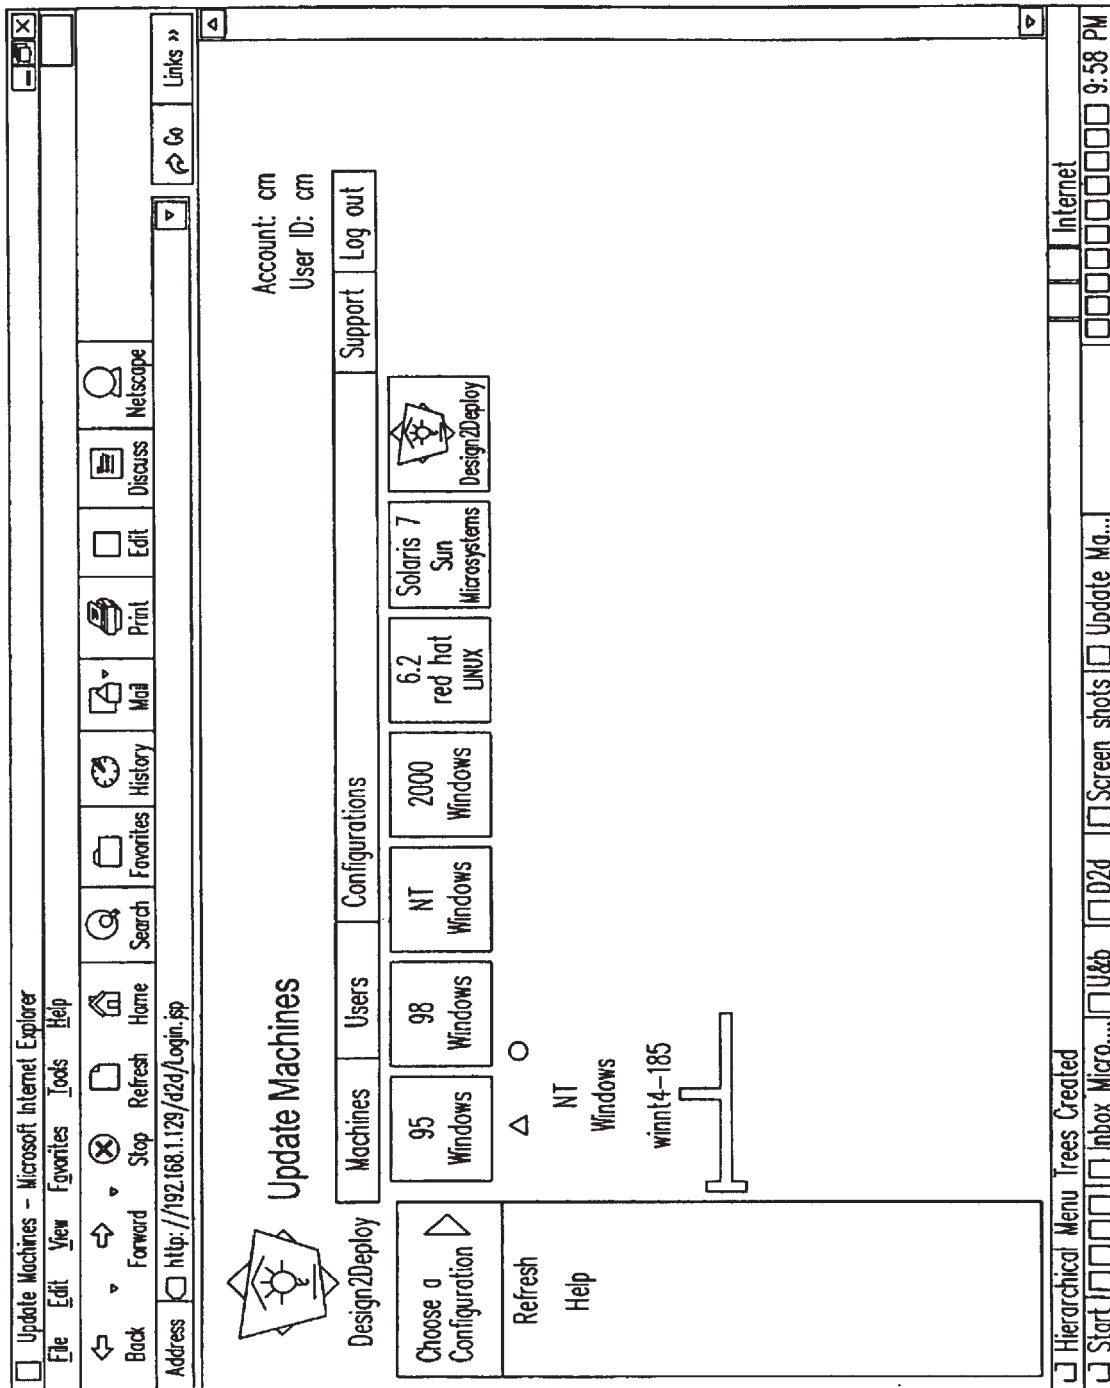 Update Machines - Microsoft Internet Explorer
File Edit View Favorites Tools Help
Back Forward Stop Refresh Home Search Favorites History Mail Print Edit Discuss Netscape
Address http://192.168.1.129/d2d/Login.jsp Go Links »
Design2Deploy
Update Machines
Account: cm
User ID: cm
Machines Users Configurations Support Log out
Choose a
Configuration
Refresh
Help
95
Windows
98
Windows
NT
Windows
2000
Windows
6.2
red hat
LINUX
Solaris 7
Sun
Microsystems
Design2Deploy
NT
Windows
winnt4-185
Hierarchical Menu Trees Created Internet
Start Inbox Micro... U&b D2d Screen shots Update Ma... 9:58 PM